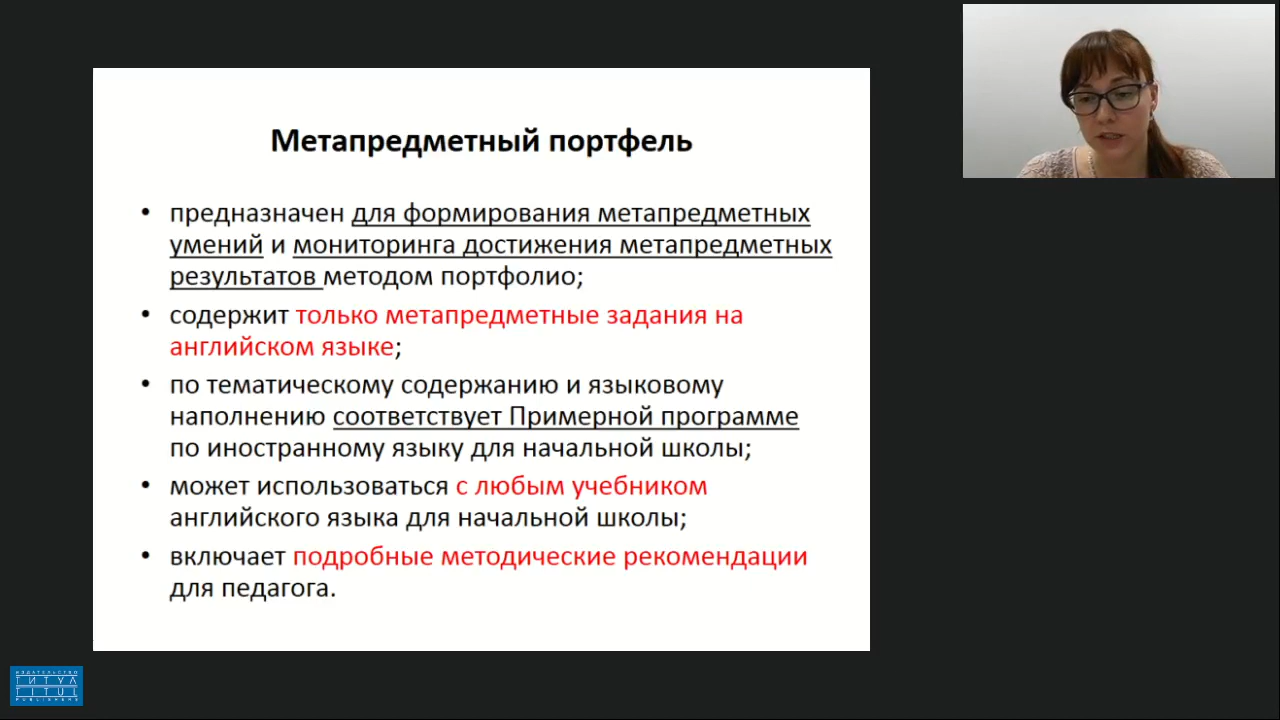 Метапредметный портфель
• предназначен для формирования метапредметных
умений и мониторинга достижения метапредметных
результатов методом портфолио;
• содержит только метапредметные задания на
английском языке;
• по тематическому содержанию и языковому
наполнению соответствует Примерной программе
по иностранному языку для начальной школы;
• может использоваться с любым учебником
английского языка для начальной школы;
• включает подробные методические рекомендации
для педагога.
ИЗДАТЕЛЬСТВО
ТИТУЛ
TITUL
PUBLISHERS